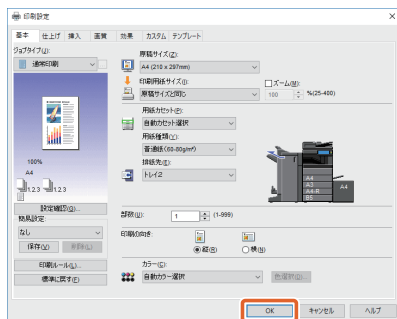 印刷設定
基本 仕上げ 挿入 画質 効果 カスタム テンプレート
ジョブタイプ(J):
通常印刷
100%
A4
1 2 3 1 2 3
設定確認(Q)...
簡易設定:
なし
保存(V) 削除(L)
印刷ルール(L)...
標準に戻す(F)
原稿サイズ(Z):
A4 (210 x 297mm)
印刷用紙サイズ(I):
原稿サイズと同じ
ズーム(M):
100 %(25-400)
用紙カセット(P):
自動カセット選択
用紙種類(Y):
普通紙(60-80g/m²)
排紙先(E):
トレイ2
A4
A3
A4-R
B5
A4
部数(U): 1 (1-999)
印刷の向き:
縦(R) 横(N)
カラー(C):
自動カラー選択
色選択(D)...
OK キャンセル ヘルプ